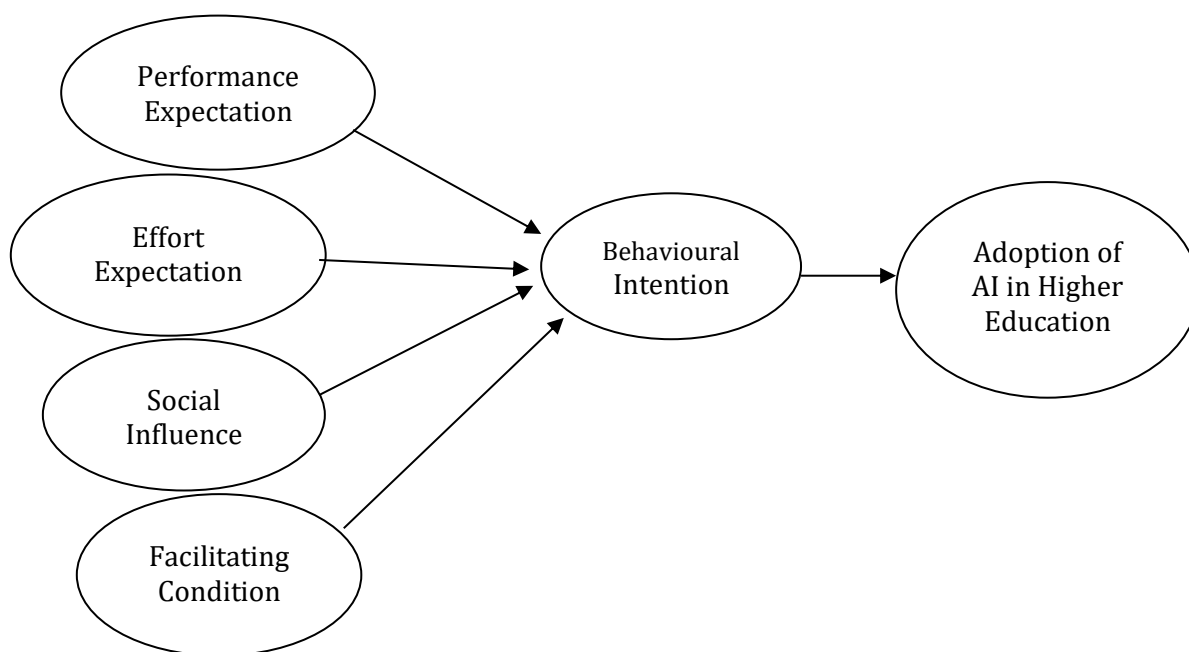 Performance
Expectation
Effort
Expectation
Social
Influence
Facilitating
Condition
Behavioural
Intention
Adoption of
AI in Higher
Education